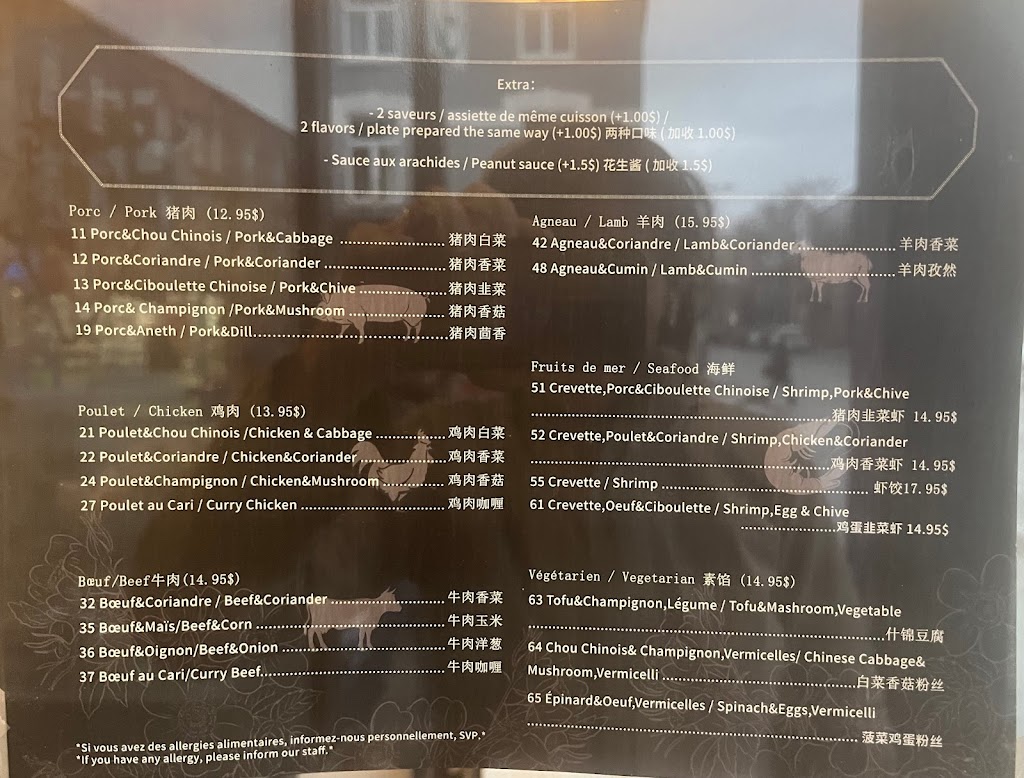 Extra:
- 2 saveurs / assiette de même cuisson (+1.00$) /
2 flavors / plate prepared the same way (+1.00$) 两种口味 ( 加收 1.00$)
- Sauce aux arachides / Peanut sauce (+1.5$) 花生酱 ( 加收 1.5$)
Porc / Pork 猪肉 (12.95$)
11 Porc&Chou Chinois / Pork&Cabbage ...................... 猪肉白菜
12 Porc&Coriandre / Pork&Coriander ......................... 猪肉香菜
13 Porc&Ciboulette Chinoise / Pork&Chive ................... 猪肉韭菜
14 Porc& Champignon /Pork&Mushroom .................... 猪肉香菇
19 Porc&Aneth / Pork&Dill....................................... 猪肉茴香
Poulet / Chicken 鸡肉 (13.95$)
21 Poulet&Chou Chinois /Chicken & Cabbage .............. 鸡肉白菜
22 Poulet&Coriandre / Chicken&Coriander.................. 鸡肉香菜
24 Poulet&Champignon / Chicken&Mushroom.............. 鸡肉香菇
27 Poulet au Cari / Curry Chicken ............................. 鸡肉咖喱
Bœuf/Beef牛肉(14.95$)
32 Bœuf&Coriandre / Beef&Coriander ....................... 牛肉香菜
35 Bœuf&Maïs/Beef&Corn ...................................... 牛肉玉米
36 Bœuf&Oignon/Beef&Onion ................................. 牛肉洋葱
37 Bœuf au Cari/Curry Beef..................................... 牛肉咖喱
*Si vous avez des allergies alimentaires, informez-nous personnellement, SVP.*
*If you have any allergy, please inform our staff.*
Agneau / Lamb 羊肉 (15.95$)
42 Agneau&Coriandre / Lamb&Coriander .................... 羊肉香菜
48 Agneau&Cumin / Lamb&Cumin ............................. 羊肉孜然
Fruits de mer / Seafood 海鲜
51 Crevette,Porc&Ciboulette Chinoise / Shrimp,Pork&Chive
............................................................猪肉韭菜虾 14.95$
52 Crevette,Poulet&Coriandre / Shrimp,Chicken&Coriander
............................................................鸡肉香菜虾 14.95$
55 Crevette / Shrimp ......................................... 虾饺17.95$
61 Crevette,Oeuf&Ciboulette / Shrimp,Egg & Chive
....................鸡蛋韭菜虾 14.95$
Végétarien / Vegetarian 素馅 (14.95$)
63 Tofu&Champignon,Légume / Tofu&Mashroom,Vegetable
......................................................................什锦豆腐
64 Chou Chinois& Champignon,Vermicelles/ Chinese Cabbage&
Mushroom,Vermicelli .......................................白菜香菇粉丝
65 Épinard&Oeuf,Vermicelles / Spinach&Eggs,Vermicelli
................................................................. 菠菜鸡蛋粉丝